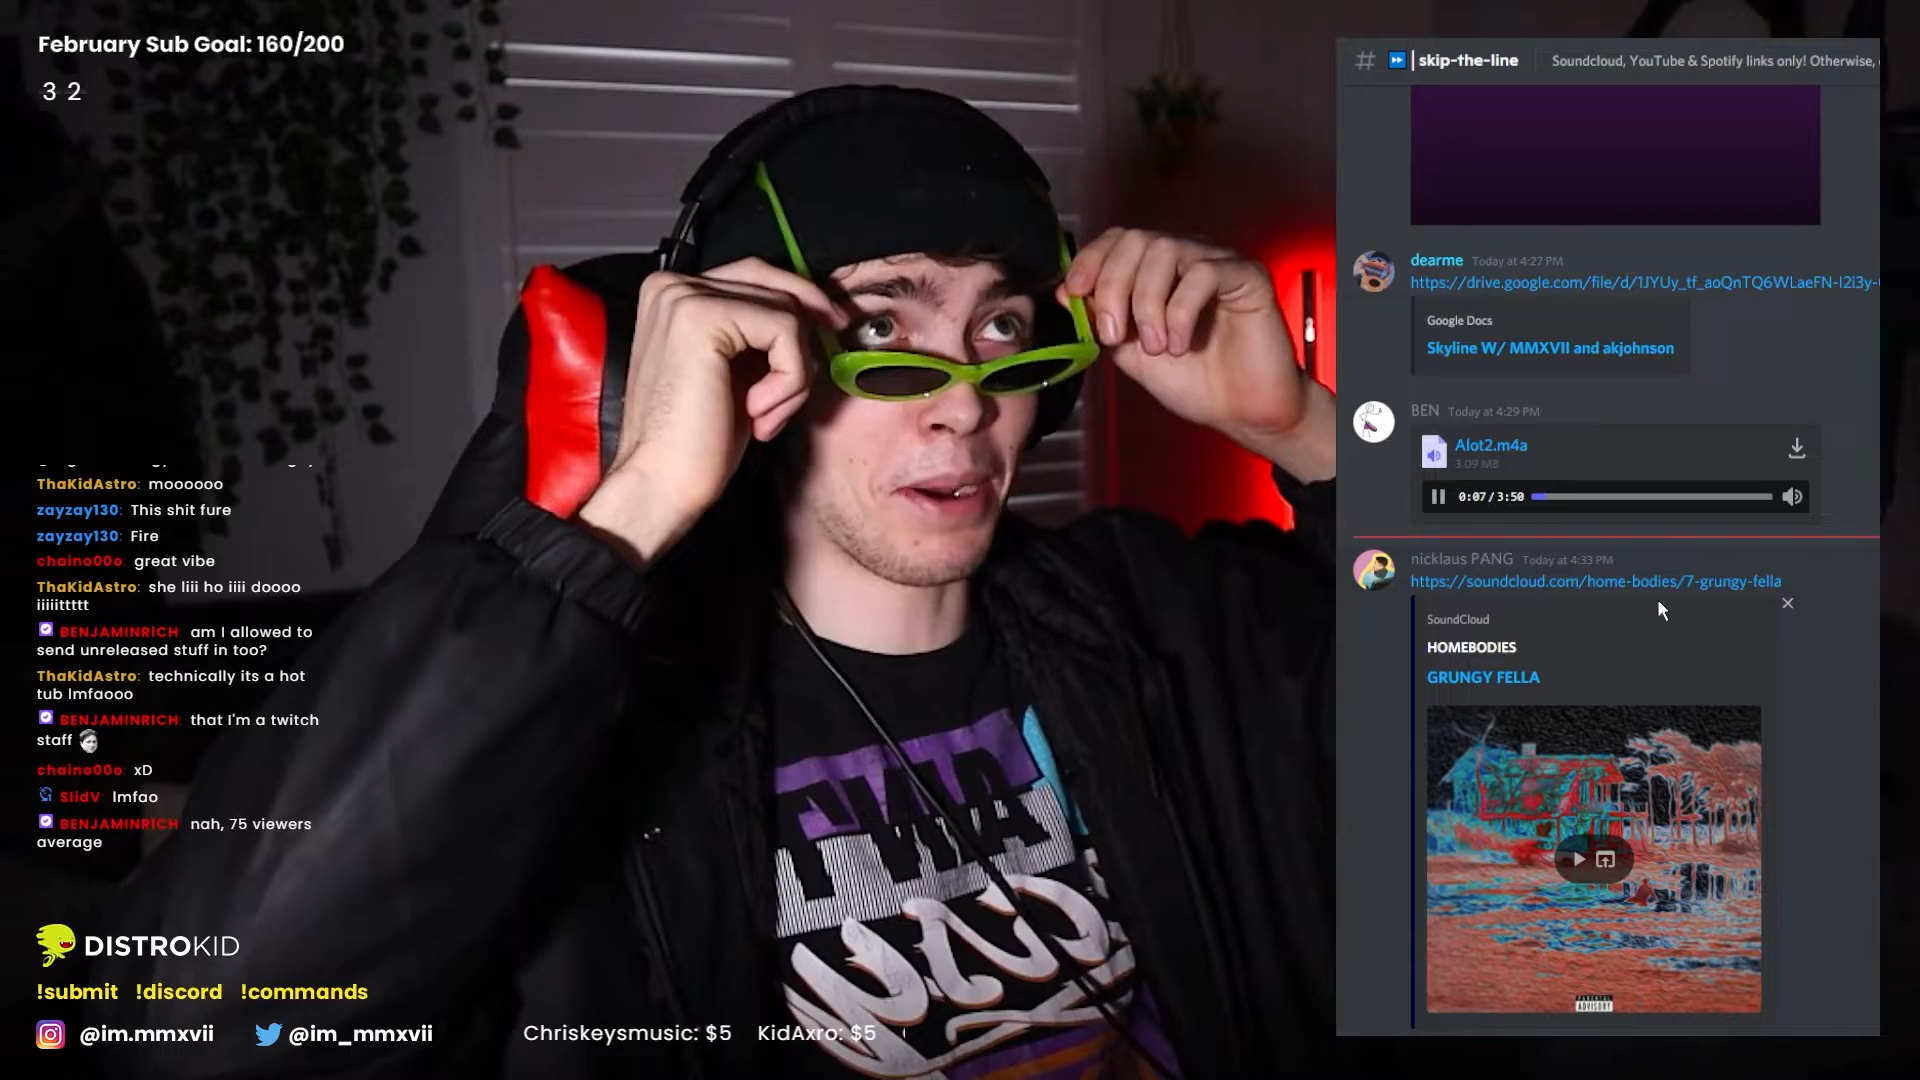 February Sub Goal: 160/200
3 2
ThaKidAstro: moooooo
zayzay130: This shit fure
zayzay130: Fire
chaino00o: great vibe
ThaKidAstro: she liii ho iiii doooo
iiiiittttt
BENJAMINRICH am I allowed to
send unreleased stuff in too?
ThaKidAstro: technically its a hot
tub lmfaooo
BENJAMINRICH that I'm a twitch
staff
chaino00o: xD
SlidV: lmfao
BENJAMINRICH nah, 75 viewers
average
DISTROKID
!submit !discord !commands
@im.mmxvii @im_mmxvii
Chriskeysmusic: $5 KidAxro: $5
# | skip-the-line Soundcloud, YouTube & Spotify links only! Otherwise,
dearme Today at 4:27 PM
https://drive.google.com/file/d/1JYUy_tf_aoQnTQ6WLaeFN-I2i3y-
Google Docs
Skyline W/ MMXVII and akjohnson
BEN Today at 4:29 PM
Alot2.m4a
3.09 MB
0:07/3:50
nicklaus PANG Today at 4:33 PM
https://soundcloud.com/home-bodies/7-grungy-fella
SoundCloud
HOMEBODIES
GRUNGY FELLA
PARENTAL
ADVISORY